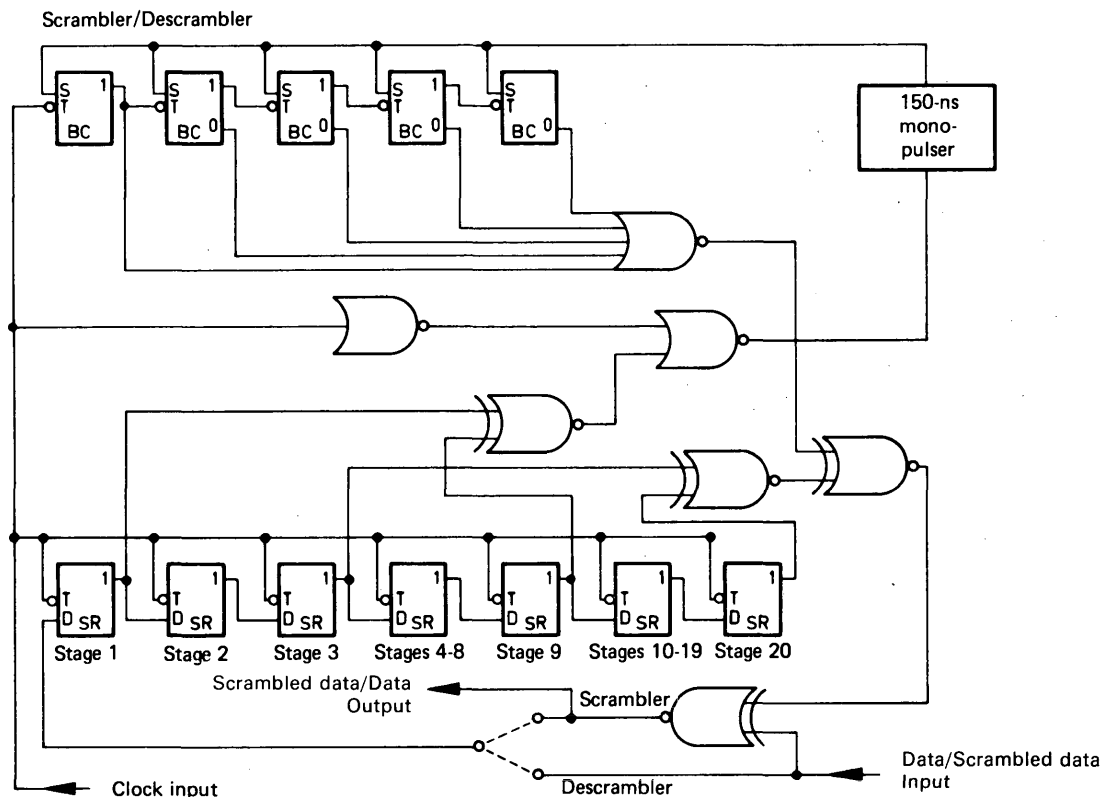 Scrambler/Descrambler
S 1 S 1 S 1 S 1 S
T T T T T
BC BC 0 BC 0 BC 0 BC 0
150-ns
mono-
pulser
1 1 1 1 1 1 1
T T T T T T T
D SR D SR D SR D SR D SR D SR D SR
Stage 1 Stage 2 Stage 3 Stages 4-8 Stage 9 Stages 10-19 Stage 20
Scrambled data/Data
Output
Scrambler
Data/Scrambled data
Input
Descrambler
Clock input